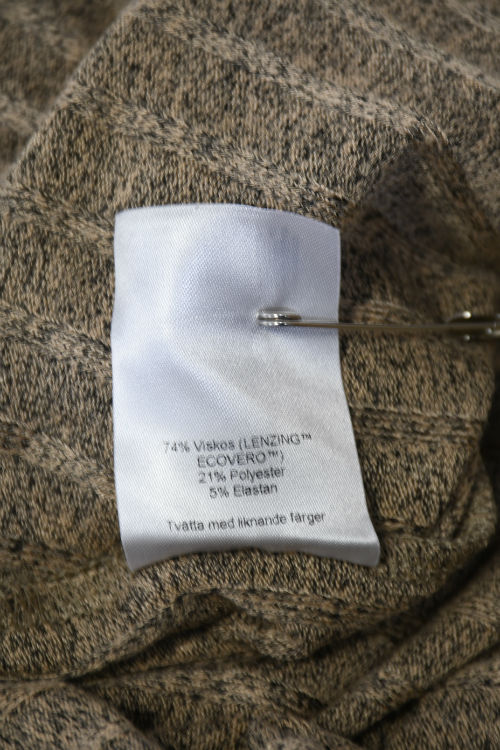 74% Viskos (LENZING™
ECOVERO™)
21% Polyester
5% Elastan
Tvätta med liknande färger